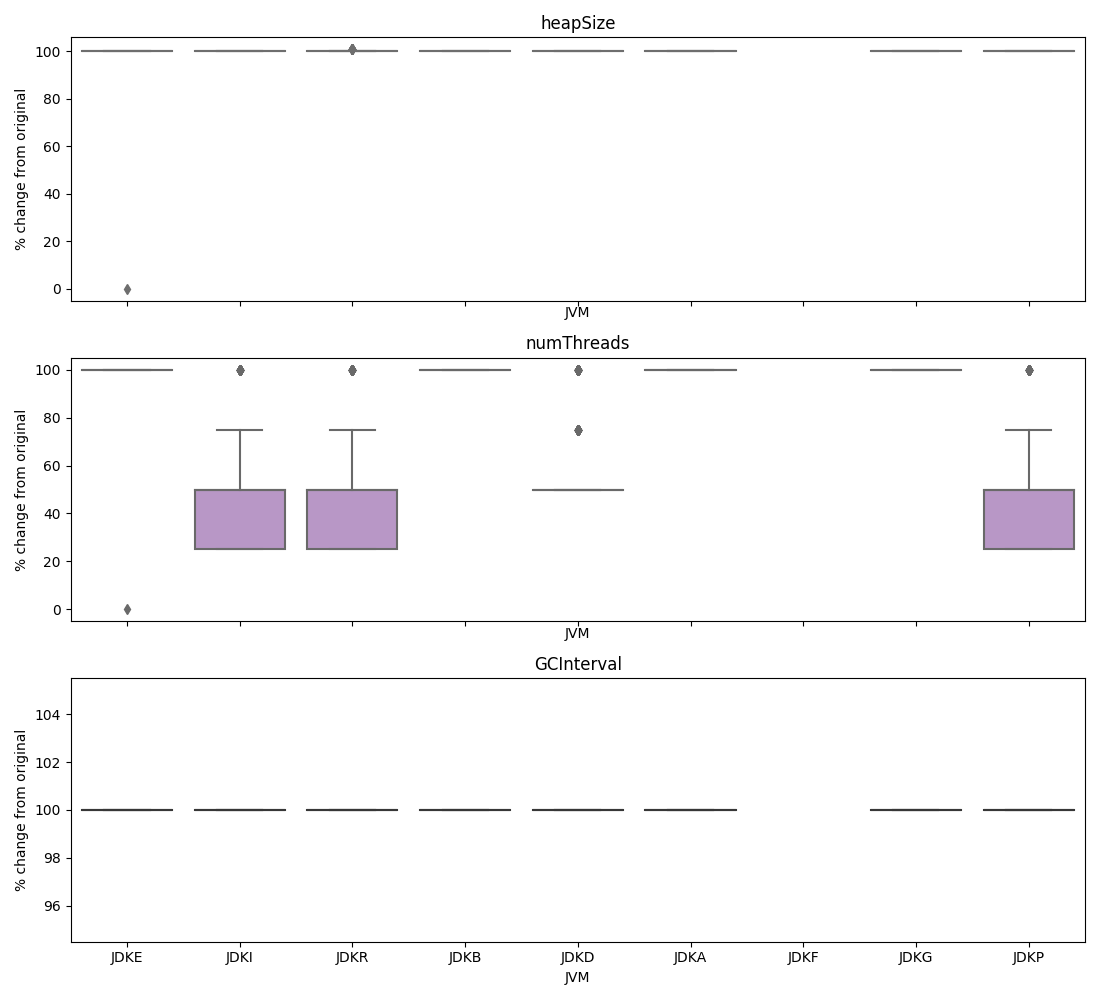 heapSize
100
80
60
40
20
0
% change from original
JVM
numThreads
100
80
60
40
20
0
% change from original
JVM
GCInterval
104
102
100
98
96
% change from original
JDKE JDKI JDKR JDKB JDKD JDKA JDKF JDKG JDKP
JVM